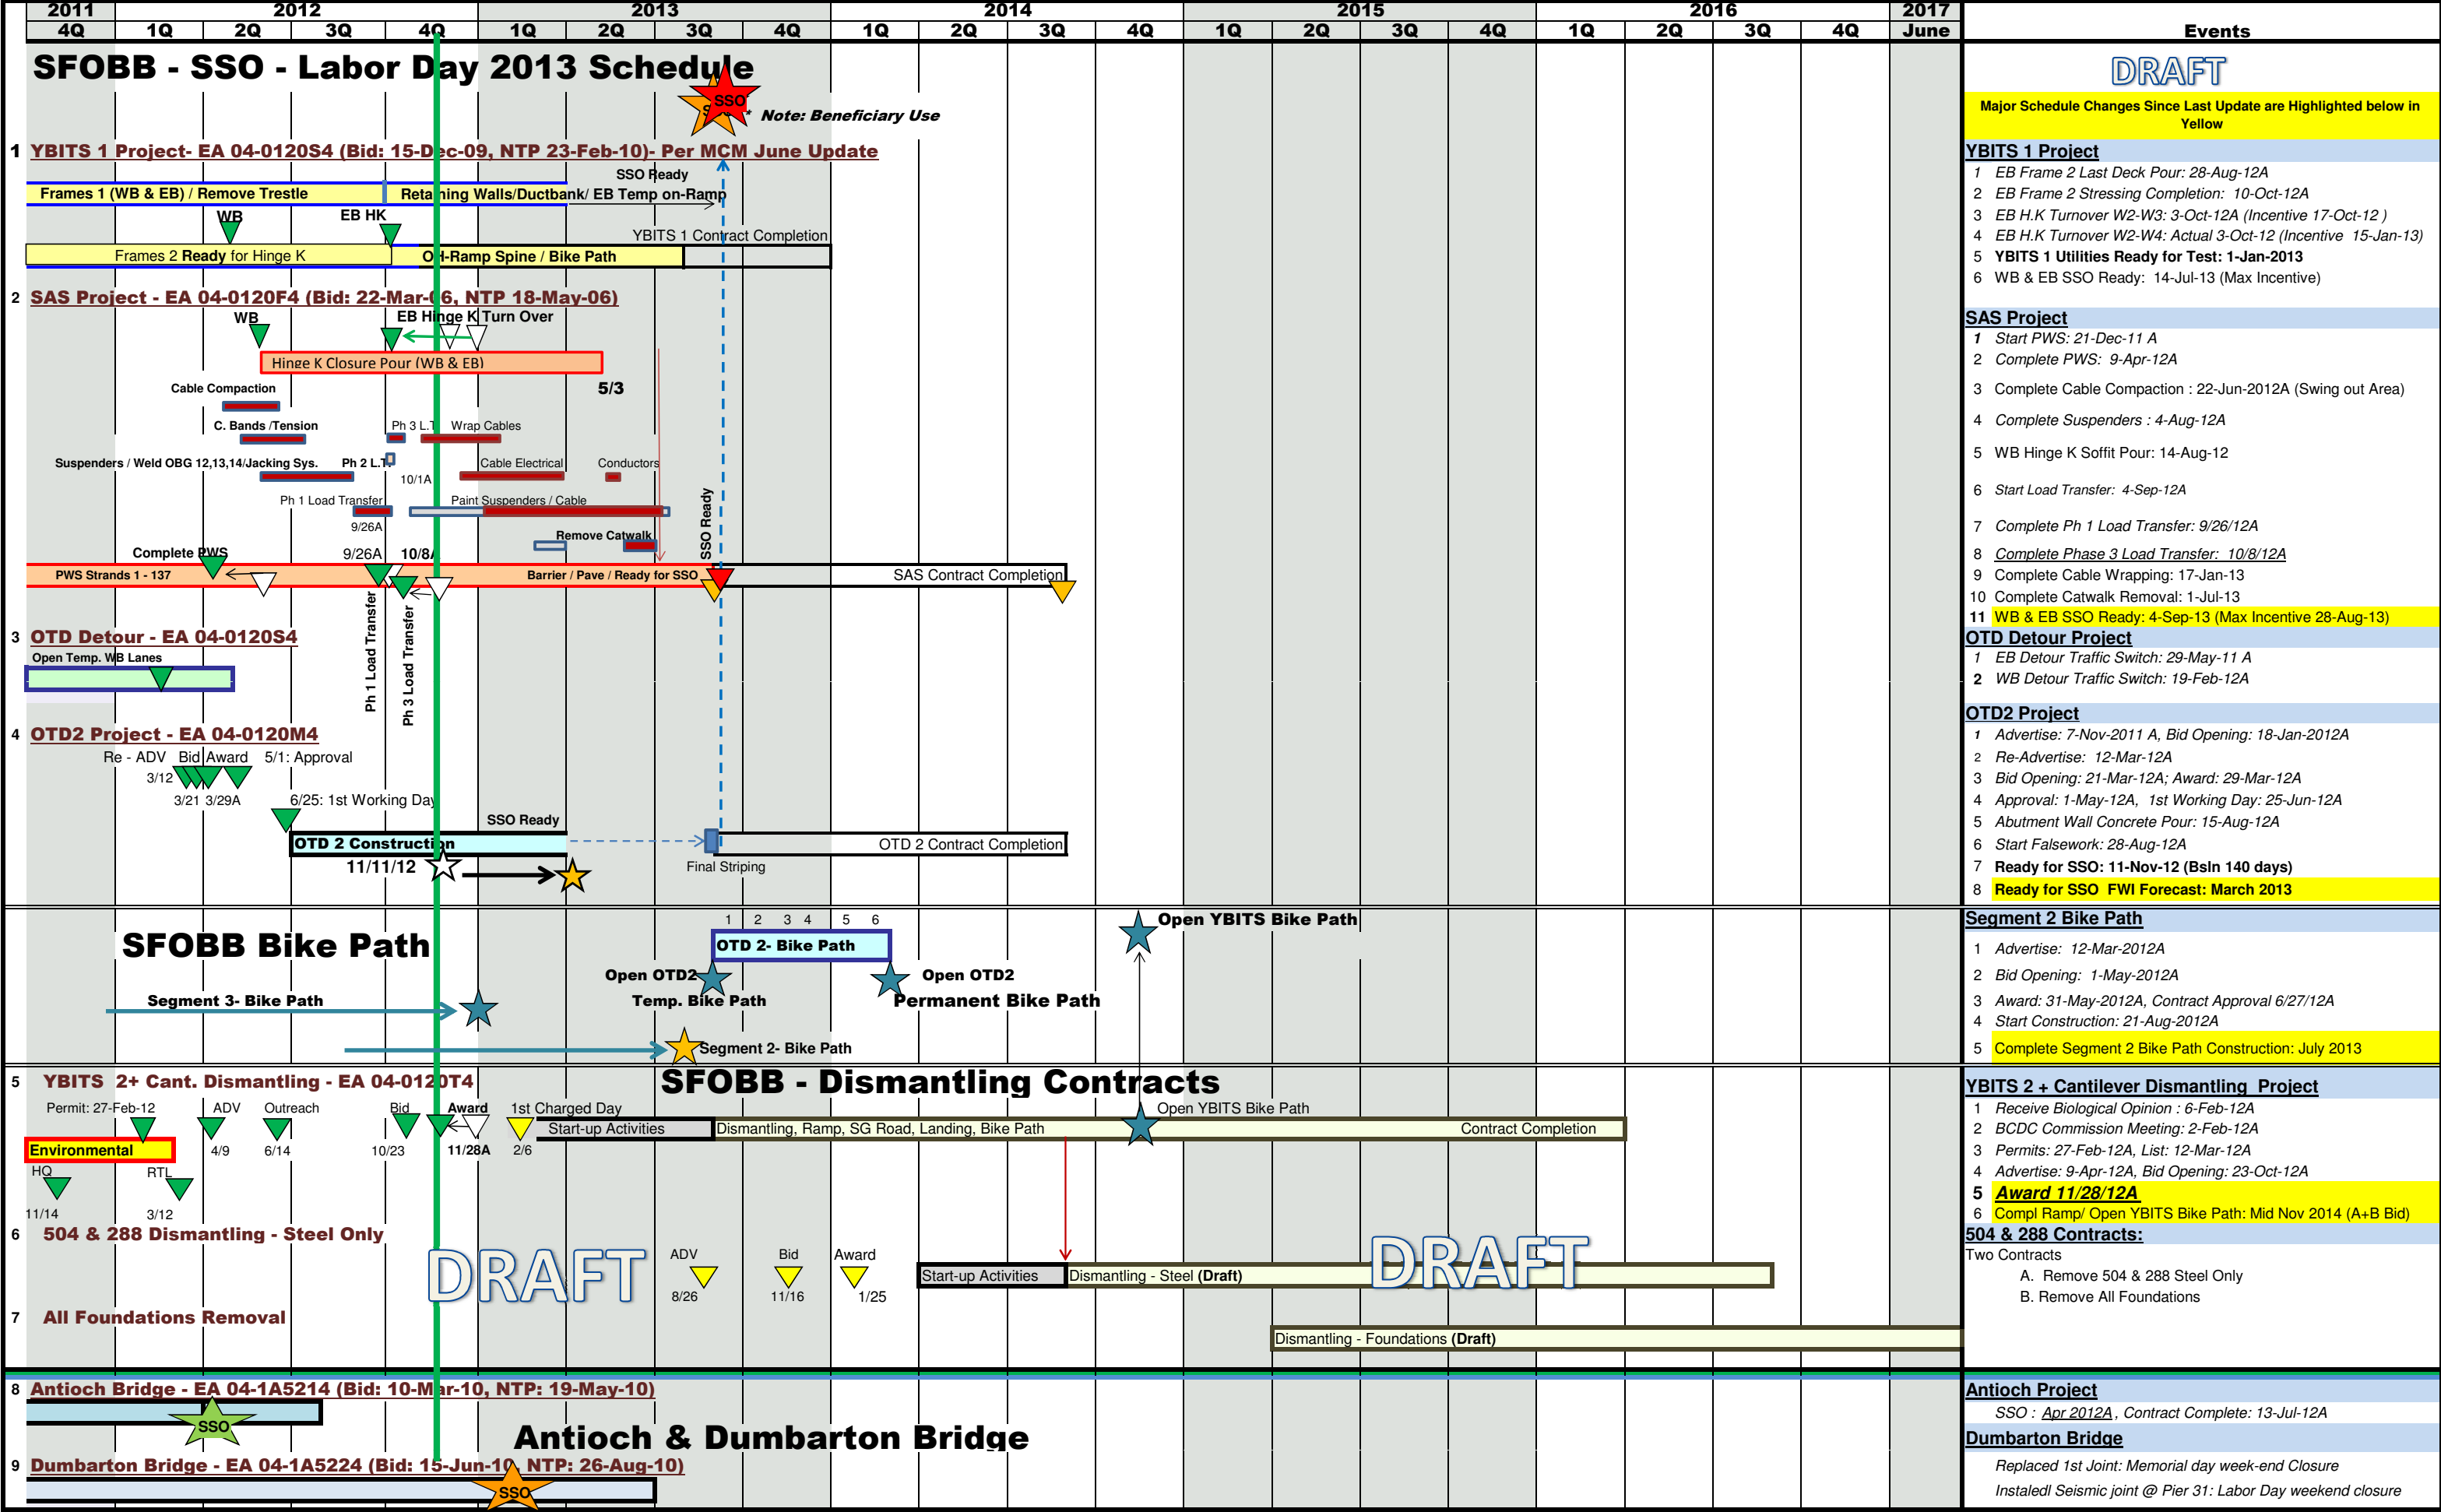 2011 2012 2013 2014 2015 2016 2017
4Q 1Q 2Q 3Q 4Q 1Q 2Q 3Q 4Q 1Q 2Q 3Q 4Q 1Q 2Q 3Q 4Q 1Q 2Q 3Q 4Q June Events
SFOBB - SSO - Labor Day 2013 Schedule
SSO
Note: Beneficiary Use
1 YBITS 1 Project- EA 04-0120S4 (Bid: 15-Dec-09, NTP 23-Feb-10)- Per MCM June Update
SSO Ready
Frames 1 (WB & EB) / Remove Trestle
Retaining Walls/Ductbank/ EB Temp on-Ramp
WB EB HK
YBITS 1 Contract Completion
Frames 2 Ready for Hinge K
On-Ramp Spine / Bike Path
2 SAS Project - EA 04-0120F4 (Bid: 22-Mar-06, NTP 18-May-06)
WB EB Hinge K Turn Over
Hinge K Closure Pour (WB & EB)
5/3
Cable Compaction
C. Bands /Tension
Ph 3 L.T
Wrap Cables
Suspenders / Weld OBG 12,13,14/Jacking Sys.
Ph 2 L.T.
Cable Electrical
Conductors
10/1A
Ph 1 Load Transfer
Paint Suspenders / Cable
9/26A
Remove Catwalk
SSO Ready
Complete PWS
9/26A
10/8A
PWS Strands 1 - 137
Barrier / Pave / Ready for SSO
SAS Contract Completion
Ph 1 Load Transfer
Ph 3 Load Transfer
3 OTD Detour - EA 04-0120S4
Open Temp. WB Lanes
4 OTD2 Project - EA 04-0120M4
Re - ADV Bid Award 5/1: Approval
3/12
3/21 3/29A
6/25: 1st Working Day
SSO Ready
OTD 2 Construction
OTD 2 Contract Completion
11/11/12
Final Striping
SFOBB Bike Path
1 2 3 4 5 6
OTD 2- Bike Path
Open YBITS Bike Path
Open OTD2
Temp. Bike Path
Open OTD2
Permanent Bike Path
Segment 3- Bike Path
Segment 2- Bike Path
5 YBITS 2+ Cant. Dismantling - EA 04-0120T4
SFOBB - Dismantling Contracts
Permit: 27-Feb-12 ADV Outreach Bid Award 1st Charged Day
Open YBITS Bike Path
Start-up Activities
Dismantling, Ramp, SG Road, Landing, Bike Path
Contract Completion
Environmental
4/9 6/14 10/23 11/28A 2/6
HQ RTL
11/14 3/12
6 504 & 288 Dismantling - Steel Only
DRAFT
ADV Bid Award
8/26 11/16 1/25
Start-up Activities
Dismantling - Steel (Draft)
DRAFT
7 All Foundations Removal
Dismantling - Foundations (Draft)
8 Antioch Bridge - EA 04-1A5214 (Bid: 10-Mar-10, NTP: 19-May-10)
SSO
Antioch & Dumbarton Bridge
9 Dumbarton Bridge - EA 04-1A5224 (Bid: 15-Jun-10, NTP: 26-Aug-10)
SSO
DRAFT
Major Schedule Changes Since Last Update are Highlighted below in
Yellow
YBITS 1 Project
1 EB Frame 2 Last Deck Pour: 28-Aug-12A
2 EB Frame 2 Stressing Completion: 10-Oct-12A
3 EB H.K Turnover W2-W3: 3-Oct-12A (Incentive 17-Oct-12 )
4 EB H.K Turnover W2-W4: Actual 3-Oct-12 (Incentive 15-Jan-13)
5 YBITS 1 Utilities Ready for Test: 1-Jan-2013
6 WB & EB SSO Ready: 14-Jul-13 (Max Incentive)
SAS Project
1 Start PWS: 21-Dec-11 A
2 Complete PWS: 9-Apr-12A
3 Complete Cable Compaction : 22-Jun-2012A (Swing out Area)
4 Complete Suspenders : 4-Aug-12A
5 WB Hinge K Soffit Pour: 14-Aug-12
6 Start Load Transfer: 4-Sep-12A
7 Complete Ph 1 Load Transfer: 9/26/12A
8 Complete Phase 3 Load Transfer: 10/8/12A
9 Complete Cable Wrapping: 17-Jan-13
10 Complete Catwalk Removal: 1-Jul-13
11 WB & EB SSO Ready: 4-Sep-13 (Max Incentive 28-Aug-13)
OTD Detour Project
1 EB Detour Traffic Switch: 29-May-11 A
2 WB Detour Traffic Switch: 19-Feb-12A
OTD2 Project
1 Advertise: 7-Nov-2011 A, Bid Opening: 18-Jan-2012A
2 Re-Advertise: 12-Mar-12A
3 Bid Opening: 21-Mar-12A; Award: 29-Mar-12A
4 Approval: 1-May-12A, 1st Working Day: 25-Jun-12A
5 Abutment Wall Concrete Pour: 15-Aug-12A
6 Start Falsework: 28-Aug-12A
7 Ready for SSO: 11-Nov-12 (Bsln 140 days)
8 Ready for SSO FWI Forecast: March 2013
Segment 2 Bike Path
1 Advertise: 12-Mar-2012A
2 Bid Opening: 1-May-2012A
3 Award: 31-May-2012A, Contract Approval 6/27/12A
4 Start Construction: 21-Aug-2012A
5 Complete Segment 2 Bike Path Construction: July 2013
YBITS 2 + Cantilever Dismantling Project
1 Receive Biological Opinion : 6-Feb-12A
2 BCDC Commission Meeting: 2-Feb-12A
3 Permits: 27-Feb-12A, List: 12-Mar-12A
4 Advertise: 9-Apr-12A, Bid Opening: 23-Oct-12A
5 Award 11/28/12A
6 Compl Ramp/ Open YBITS Bike Path: Mid Nov 2014 (A+B Bid)
504 & 288 Contracts:
Two Contracts
A. Remove 504 & 288 Steel Only
B. Remove All Foundations
Antioch Project
SSO : Apr 2012A , Contract Complete: 13-Jul-12A
Dumbarton Bridge
Replaced 1st Joint: Memorial day week-end Closure
Instaledl Seismic joint @ Pier 31: Labor Day weekend closure